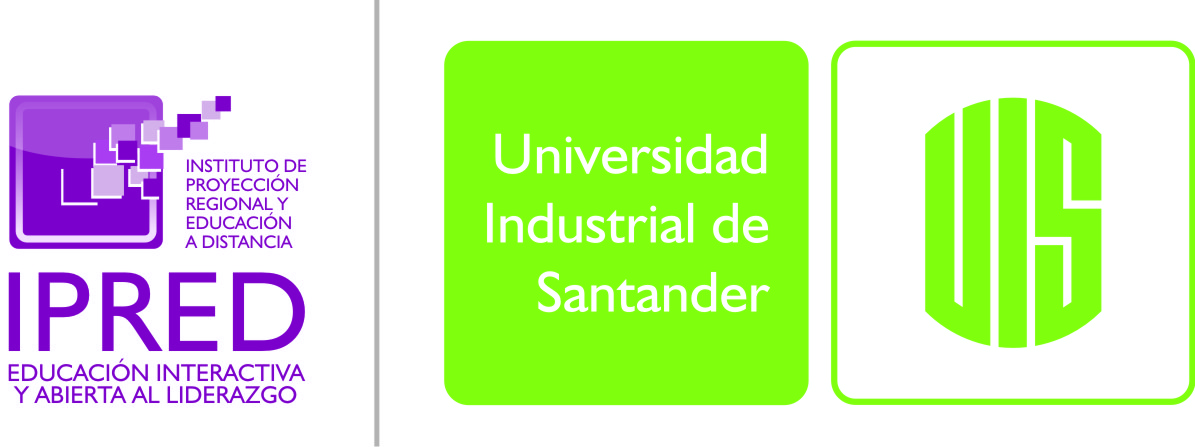 INSTITUTO DE
PROYECCIÓN
REGIONAL Y
EDUCACIÓN
A DISTANCIA
IPRED
EDUCACIÓN INTERACTIVA
Y ABIERTA AL LIDERAZGO
Universidad
Industrial de
Santander
UIS